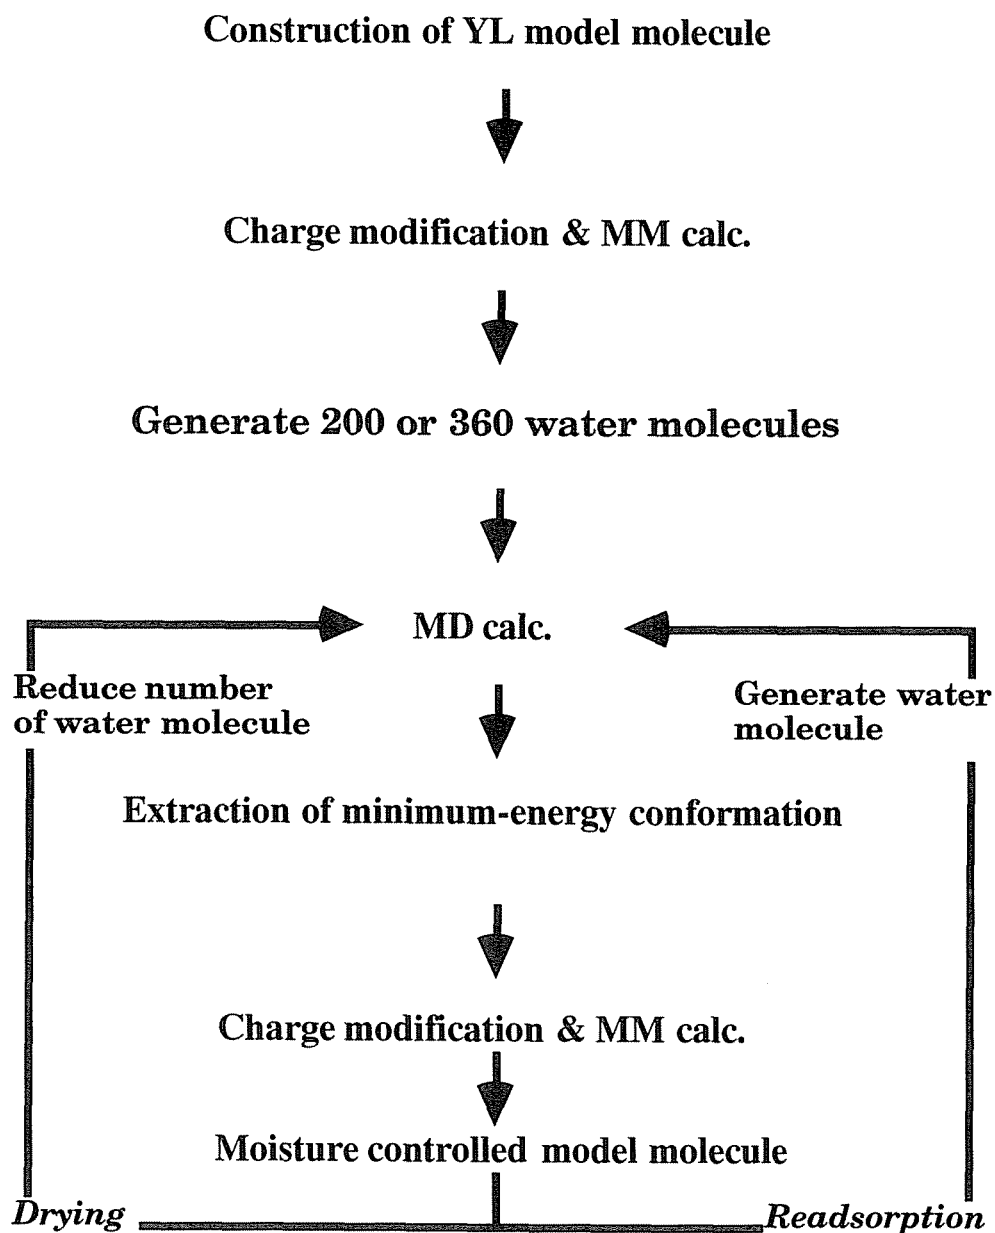 Construction of YL model molecule
Charge modification & MM calc.
Generate 200 or 360 water molecules
MD calc.
Reduce number
of water molecule
Generate water
molecule
Extraction of minimum-energy conformation
Charge modification & MM calc.
Moisture controlled model molecule
Drying
Readsorption